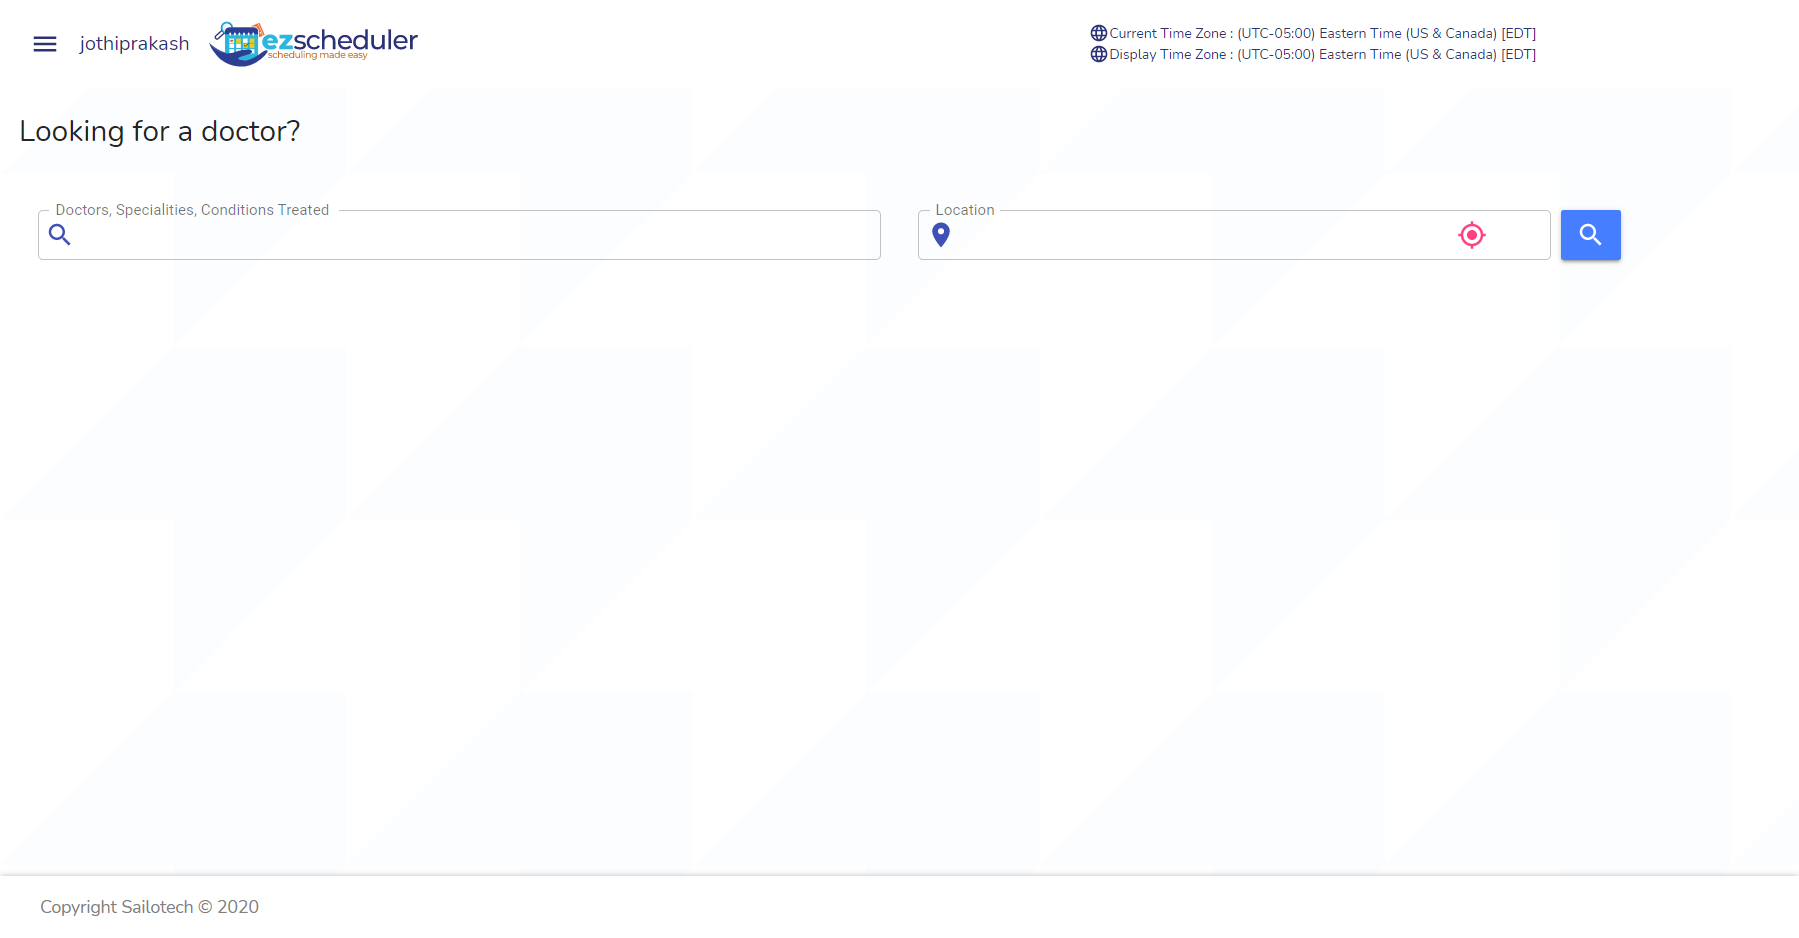 jothiprakash
ezscheduler
scheduling made easy
Current Time Zone : (UTC-05:00) Eastern Time (US & Canada) [EDT]
Display Time Zone : (UTC-05:00) Eastern Time (US & Canada) [EDT]
Looking for a doctor?
Doctors, Specialities, Conditions Treated
Location
Copyright Sailotech © 2020